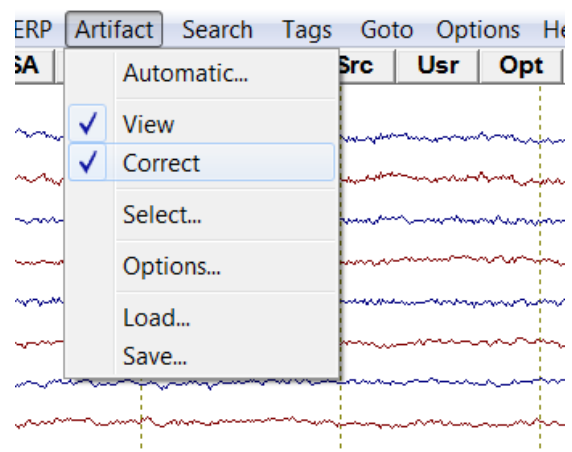 ERP Artifact Search Tags Goto Options He
SA Src Usr Opt
Automatic...
View
Correct
Select...
Options...
Load...
Save...